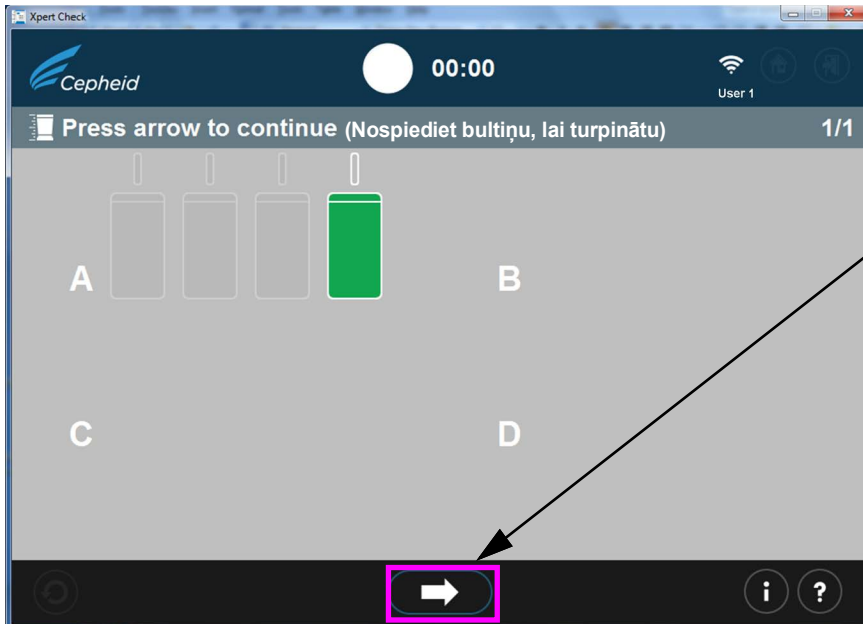 Xpert Check
Cepheid
00:00
User 1
Press arrow to continue (Nospiediet bultiņu, lai turpinātu) 1/1
A B
C D
i ?